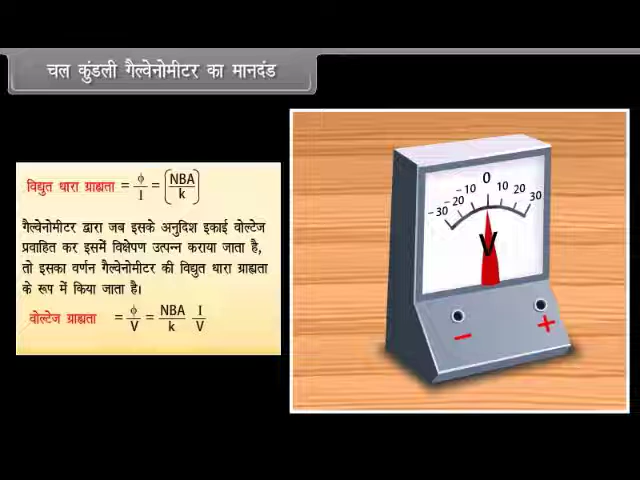 चल कुंडली गैल्वेनोमीटर का मानदंड
विद्युत धारा ग्राह्यता = ϕ/I = (NBA/k)
गैल्वेनोमीटर द्वारा जब इसके अनुदिश इकाई वोल्टेज
प्रवाहित कर इसमें विक्षेपण उत्पन्न कराया जाता है,
तो इसका वर्णन गैल्वेनोमीटर की विद्युत धारा ग्राह्यता
के रूप में किया जाता है।
वोल्टेज ग्राह्यता = ϕ/V = NBA/k I/V
-30 -20 -10 0 10 20 30
V
− +